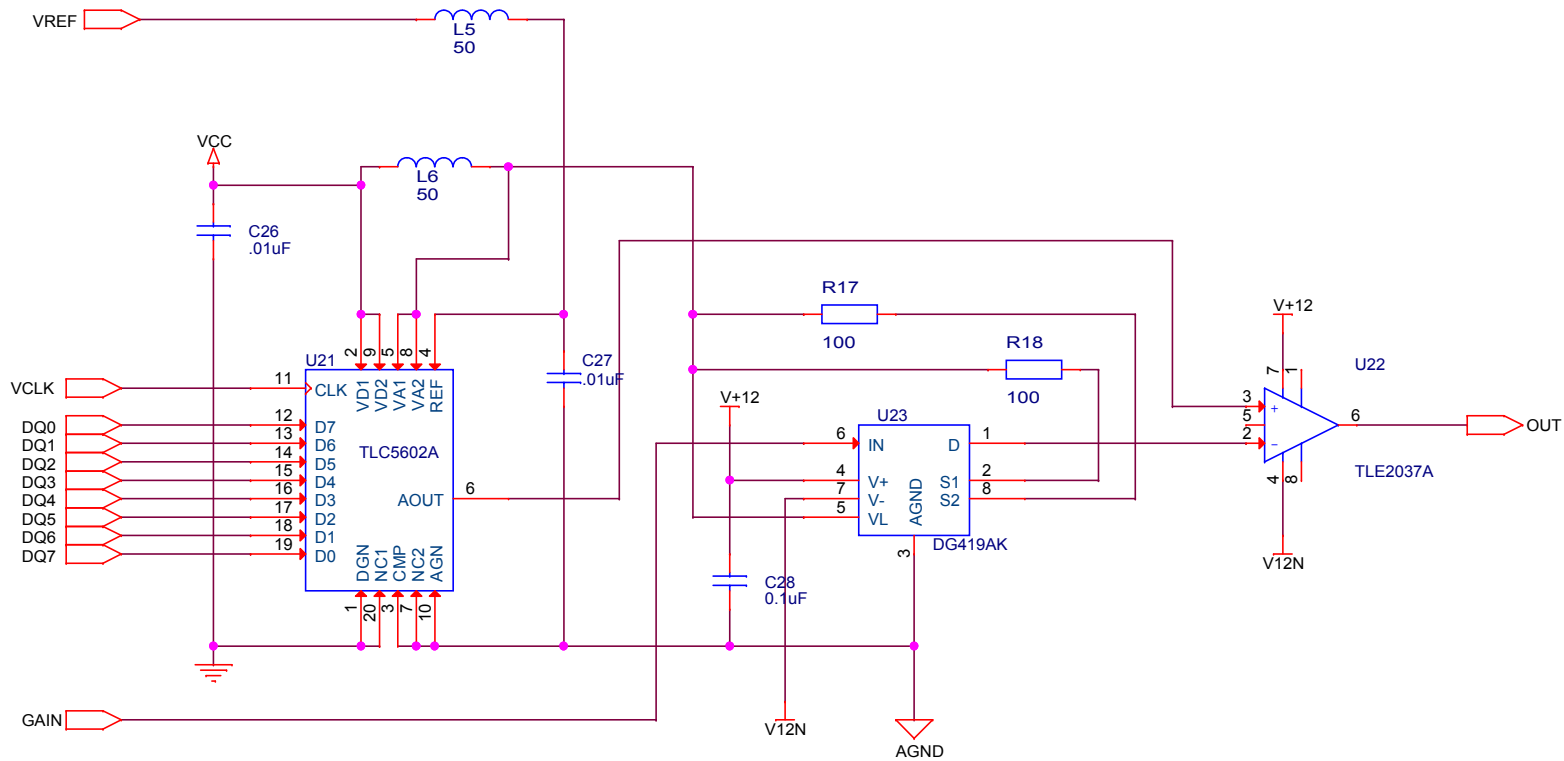 VREF
L5
50
VCC
L6
50
C26
.01uF
V+12
R17
100
R18
100
U21
2
9
5
8
4
C27
.01uF
U22
7
1
VCLK
11
CLK
VD1
VD2
VA1
VA2
REF
V+12
U23
3
+
5
2
-
6
OUT
DQ0
12
D7
DQ1
13
D6
DQ2
14
D5
DQ3
15
D4
DQ4
16
D3
DQ5
17
D2
DQ6
18
D1
DQ7
19
D0
TLC5602A
AOUT
6
6
IN
D
1
4
V+
S1
2
7
V-
S2
8
5
VL
AGND
DG419AK
3
TLE2037A
4
8
V12N
DGN
NC1
CMP
NC2
AGN
1
20
3
7
10
C28
0.1uF
GAIN
V12N
AGND